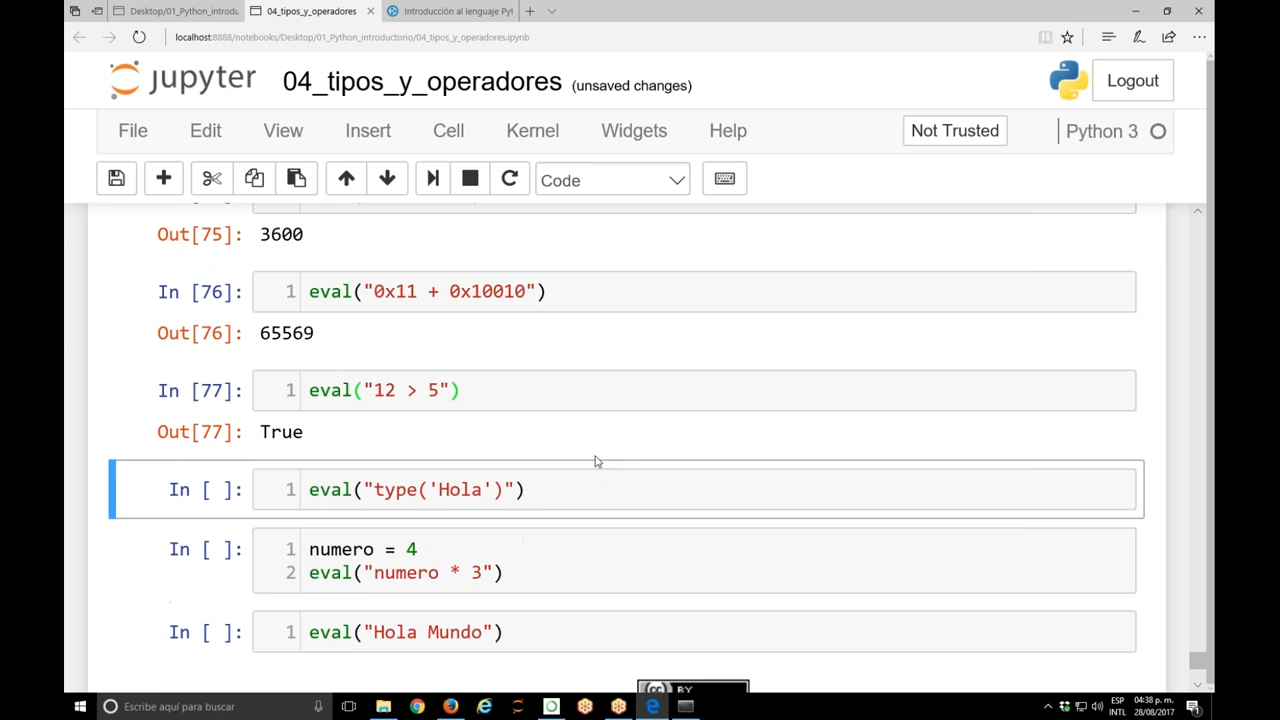 Desktop/01_Python_introdu
04_tipos_y_operadores
Introducción al lenguaje Pyt
localhost:8888/notebooks/Desktop/01_Python_introductorio/04_tipos_y_operadores.ipynb
jupyter
04_tipos_y_operadores (unsaved changes)
Logout
File Edit View Insert Cell Kernel Widgets Help
Not Trusted
Python 3
Code
Out[75]: 3600
In [76]: 1 eval("0x11 + 0x10010")
Out[76]: 65569
In [77]: 1 eval("12 > 5")
Out[77]: True
In [ ]: 1 eval("type('Hola')")
In [ ]: 1 numero = 4
2 eval("numero * 3")
In [ ]: 1 eval("Hola Mundo")
cc BY
Escribe aquí para buscar
ESP 04:38 p. m.
INTL 28/08/2017